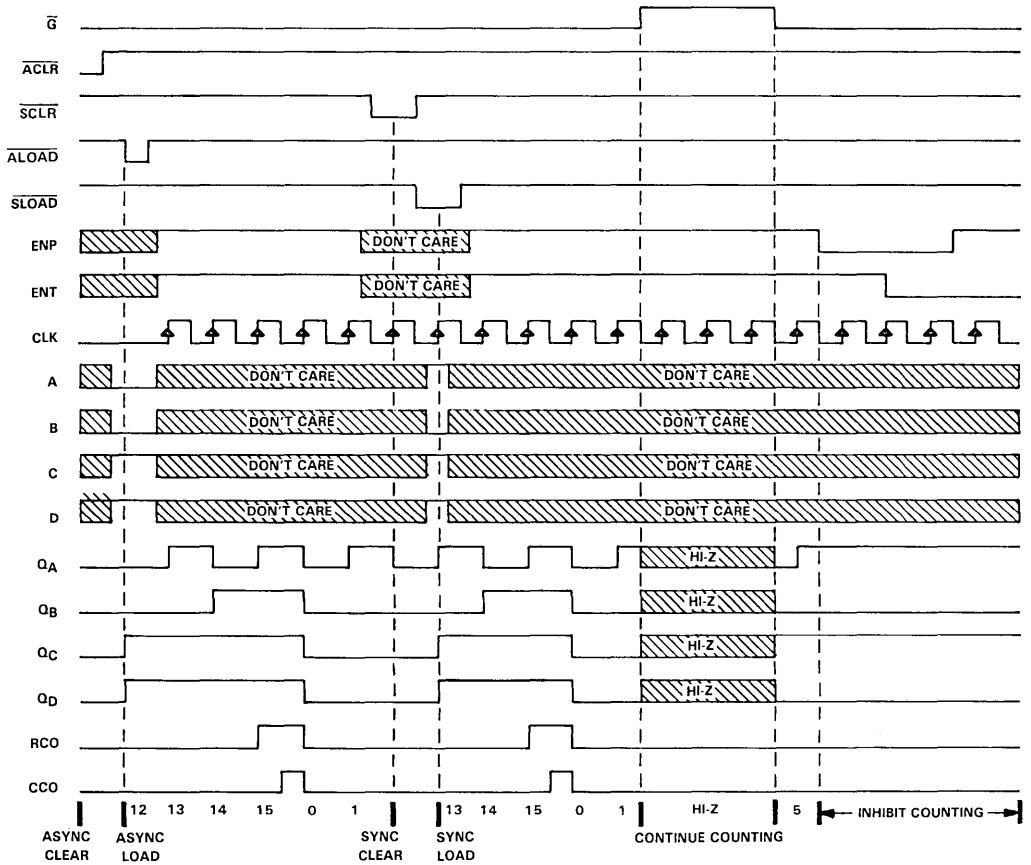 G
ACLR
SCLR
ALOAD
SLOAD
ENP DON'T CARE
ENT DON'T CARE
CLK
A DON'T CARE DON'T CARE
B DON'T CARE DON'T CARE
C DON'T CARE DON'T CARE
D DON'T CARE DON'T CARE
QA HI-Z
QB HI-Z
QC HI-Z
QD HI-Z
RCO
CCO
12 13 14 15 0 1 13 14 15 0 1 HI-Z 5 INHIBIT COUNTING
ASYNC CLEAR
ASYNC LOAD
SYNC CLEAR
SYNC LOAD
CONTINUE COUNTING